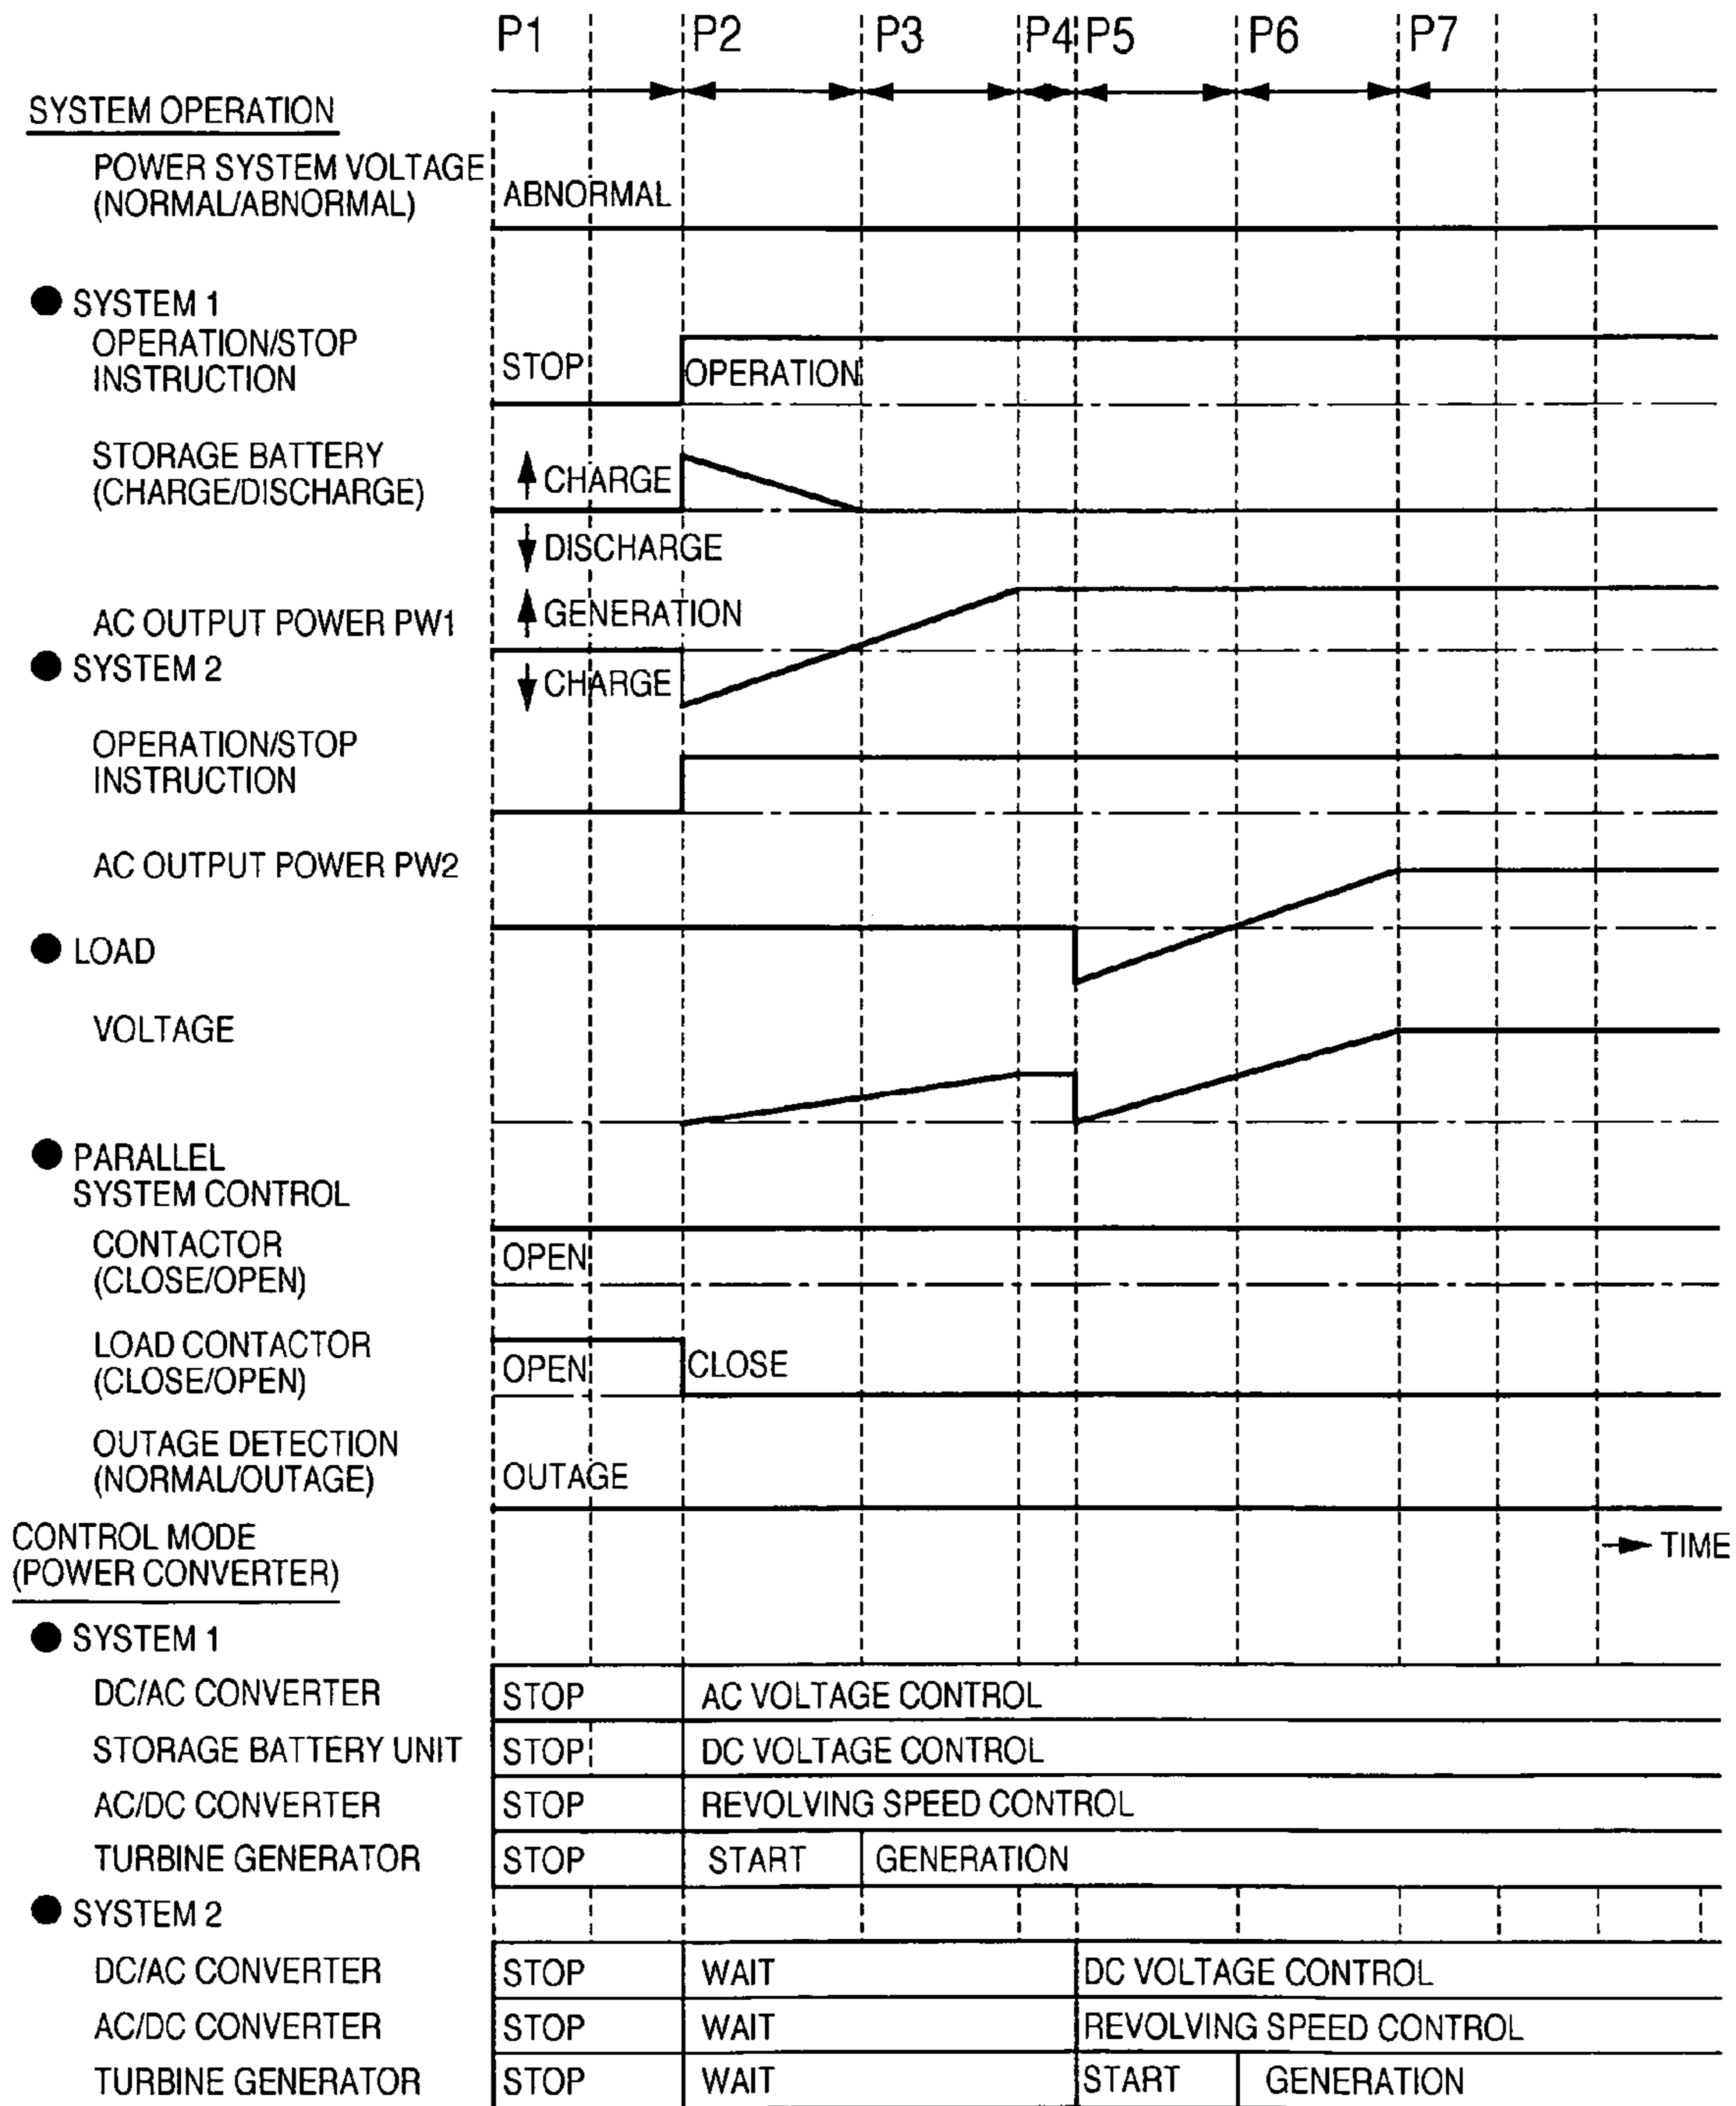 P1 P2 P3 P4 P5 P6 P7
SYSTEM OPERATION
POWER SYSTEM VOLTAGE
(NORMAL/ABNORMAL)
ABNORMAL
SYSTEM 1
OPERATION/STOP
INSTRUCTION
STOP OPERATION
STORAGE BATTERY
(CHARGE/DISCHARGE)
CHARGE
DISCHARGE
AC OUTPUT POWER PW1
GENERATION
CHARGE
SYSTEM 2
OPERATION/STOP
INSTRUCTION
AC OUTPUT POWER PW2
LOAD
VOLTAGE
PARALLEL
SYSTEM CONTROL
CONTACTOR
(CLOSE/OPEN)
OPEN
LOAD CONTACTOR
(CLOSE/OPEN)
OPEN CLOSE
OUTAGE DETECTION
(NORMAL/OUTAGE)
OUTAGE
CONTROL MODE
(POWER CONVERTER)
TIME
SYSTEM 1
DC/AC CONVERTER STOP AC VOLTAGE CONTROL
STORAGE BATTERY UNIT STOP DC VOLTAGE CONTROL
AC/DC CONVERTER STOP REVOLVING SPEED CONTROL
TURBINE GENERATOR STOP START GENERATION
SYSTEM 2
DC/AC CONVERTER STOP WAIT DC VOLTAGE CONTROL
AC/DC CONVERTER STOP WAIT REVOLVING SPEED CONTROL
TURBINE GENERATOR STOP WAIT START GENERATION